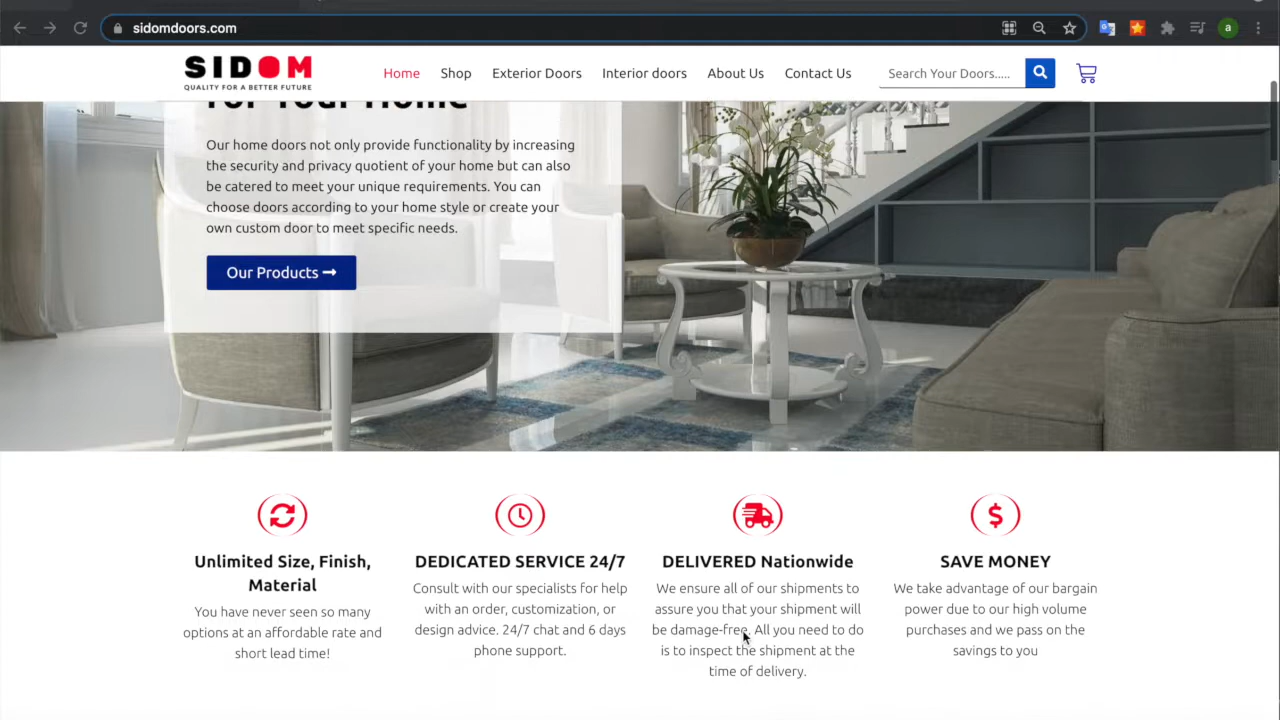 sidomdoors.com
a
SIDOM
QUALITY FOR A BETTER FUTURE
Home
Shop
Exterior Doors
Interior doors
About Us
Contact Us
Search Your Doors.....
For Your Home
Our home doors not only provide functionality by increasing
the security and privacy quotient of your home but can also
be catered to meet your unique requirements. You can
choose doors according to your home style or create your
own custom door to meet specific needs.
Our Products
Unlimited Size, Finish,
Material
You have never seen so many
options at an affordable rate and
short lead time!
DEDICATED SERVICE 24/7
Consult with our specialists for help
with an order, customization, or
design advice. 24/7 chat and 6 days
phone support.
DELIVERED Nationwide
We ensure all of our shipments to
assure you that your shipment will
be damage-free. All you need to do
is to inspect the shipment at the
time of delivery.
SAVE MONEY
We take advantage of our bargain
power due to our high volume
purchases and we pass on the
savings to you